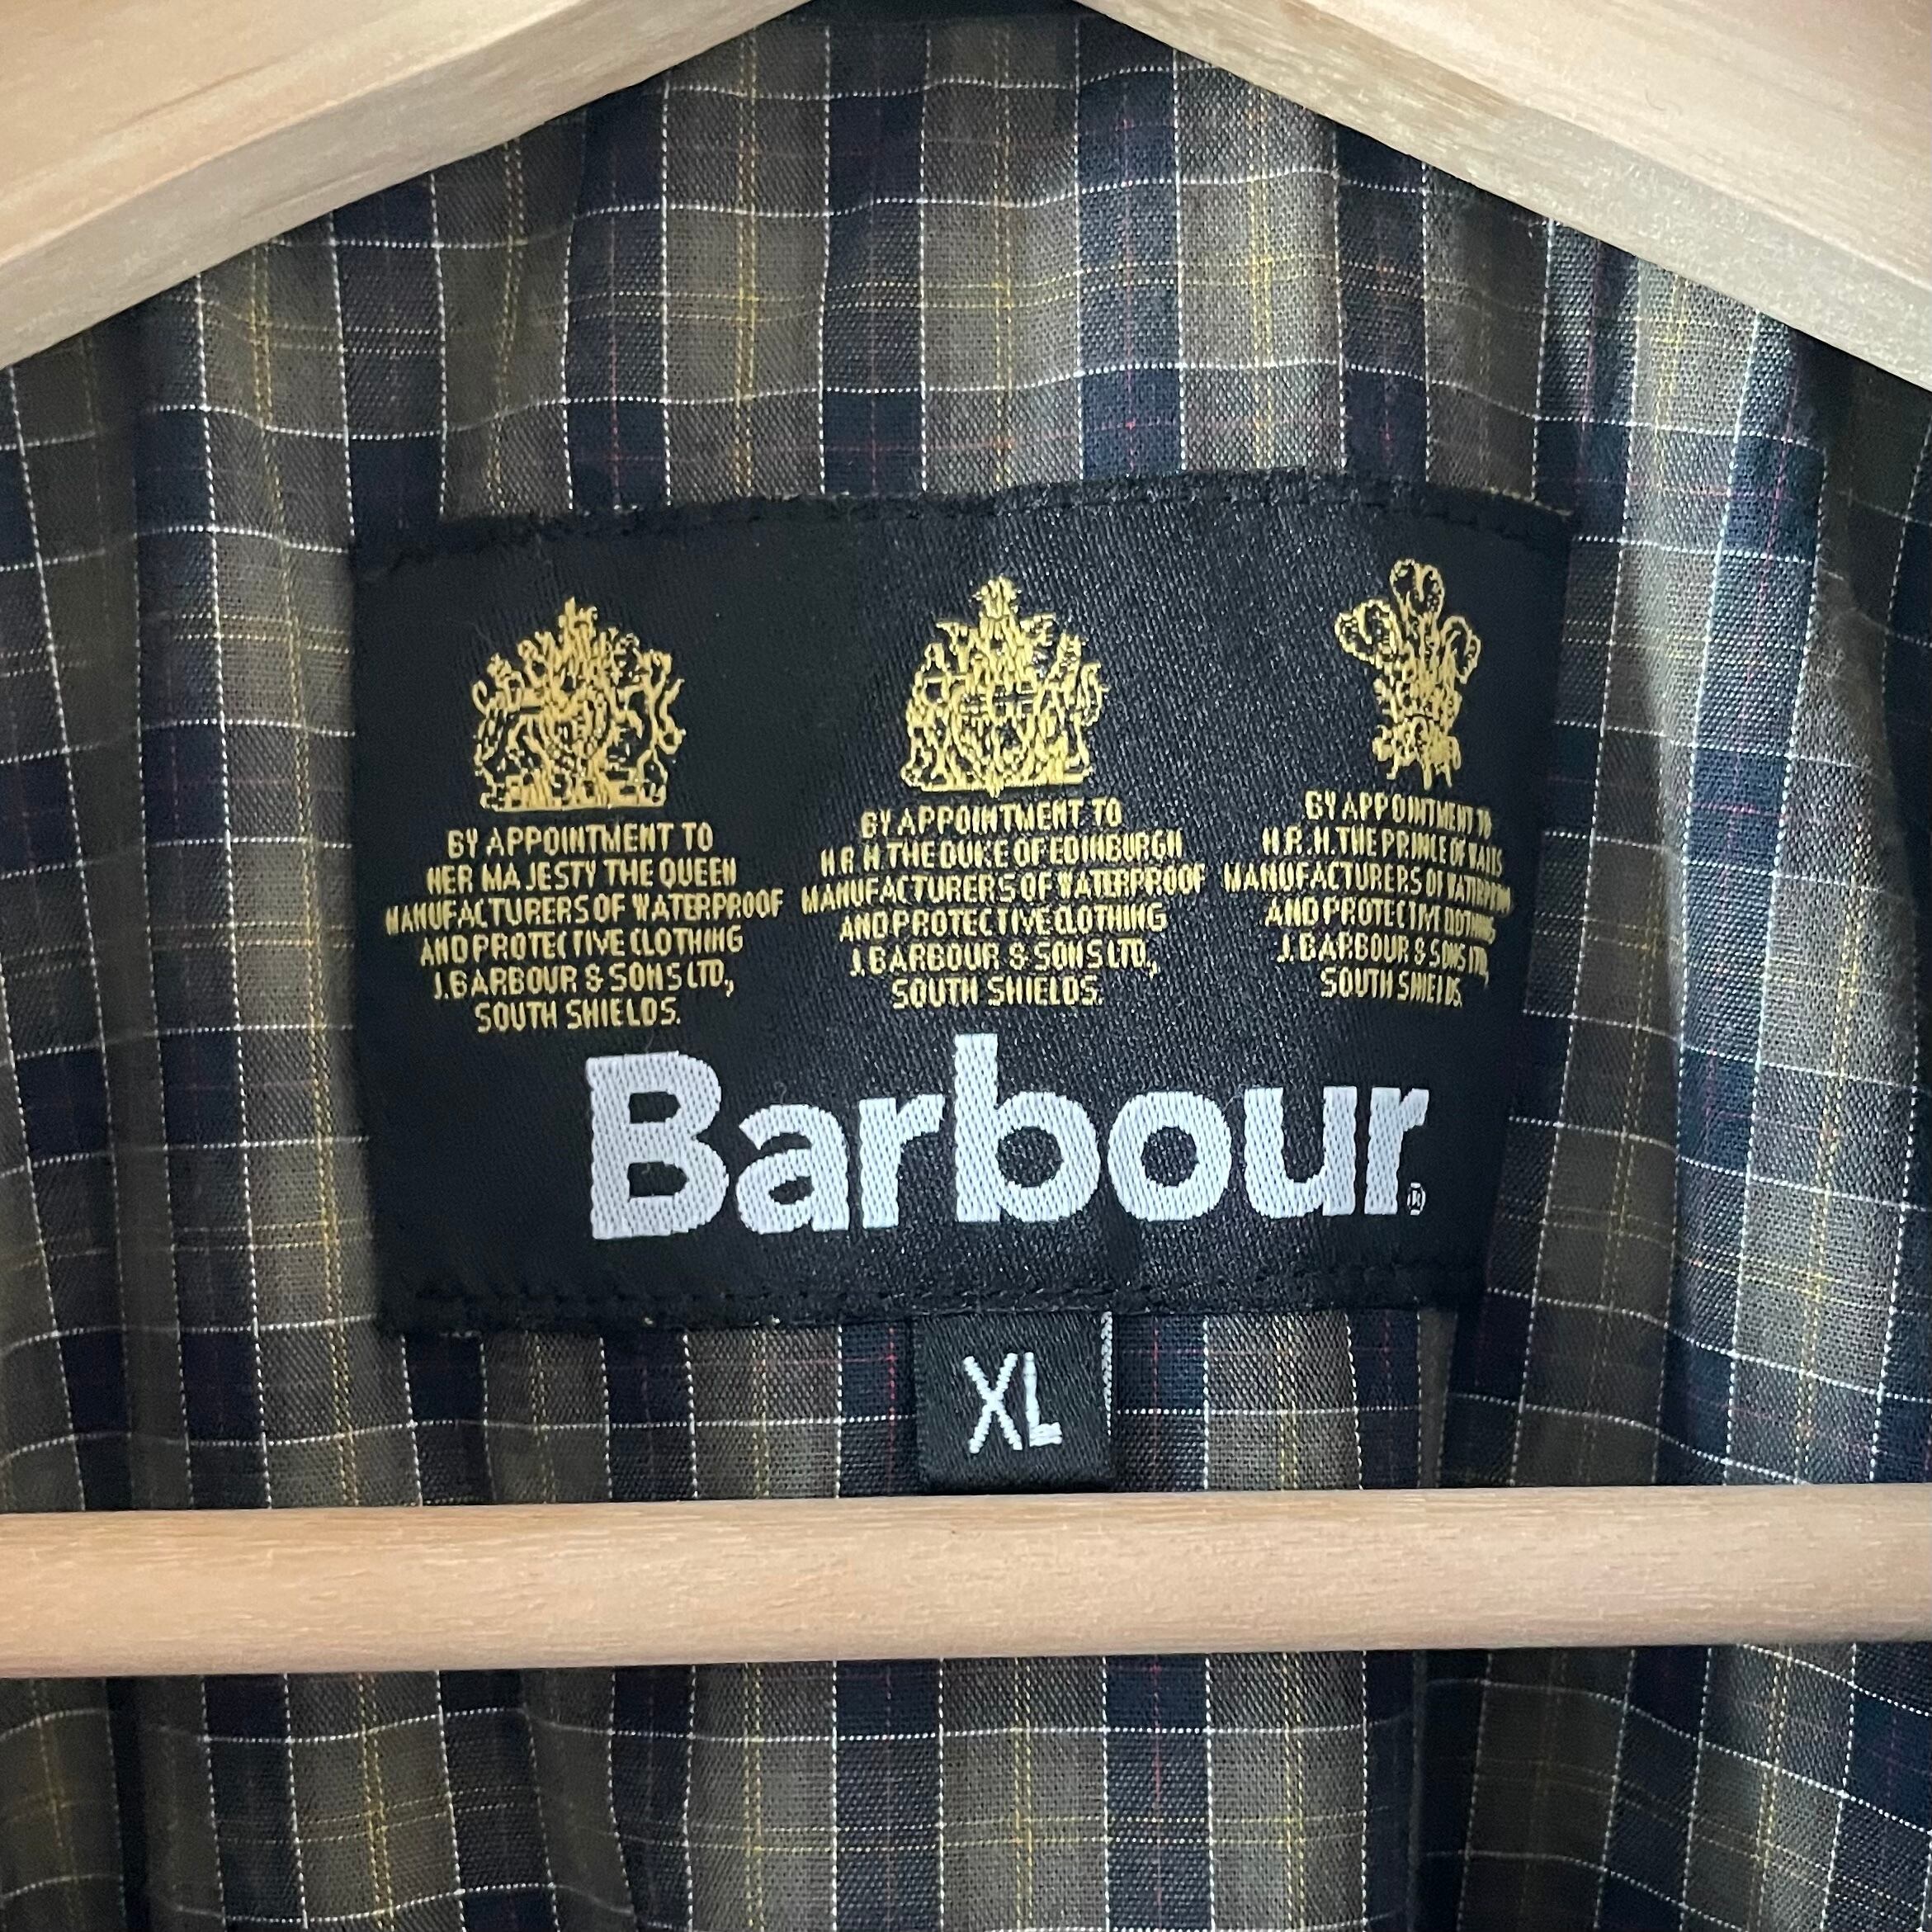 BY APPOINTMENT TO
HER MAJESTY THE QUEEN
MANUFACTURERS OF WATERPROOF
AND PROTECTIVE CLOTHING
J. BARBOUR & SONS LTD,
SOUTH SHIELDS.
BY APPOINTMENT TO
H.R.H THE DUKE OF EDINBURGH
MANUFACTURERS OF WATERPROOF
AND PROTECTIVE CLOTHING
J. BARBOUR & SONS LTD,
SOUTH SHIELDS.
BY APPOINTMENT TO
H.R.H. THE PRINCE OF WALES
MANUFACTURERS OF WATERPROOF
AND PROTECTIVE CLOTHING
J. BARBOUR & SONS LTD,
SOUTH SHIELDS.
Barbour®
XL